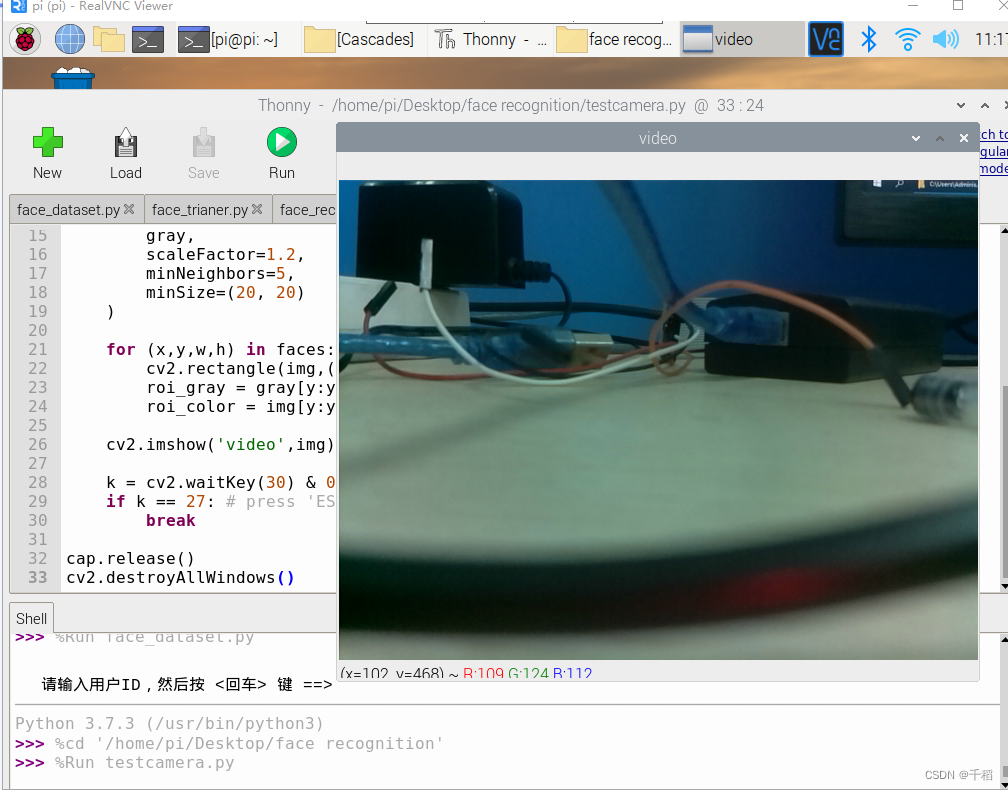 pi (pi) - RealVNC Viewer
[pi@pi: ~] [Cascades] Thonny - ... face recog... video 11:1
Thonny - /home/pi/Desktop/face recognition/testcamera.py @ 33 : 24
video
New Load Save Run
face_dataset.py face_trianer.py face_rec
15 gray,
16 scaleFactor=1.2,
17 minNeighbors=5,
18 minSize=(20, 20)
19 )
20
21 for (x,y,w,h) in faces:
22 cv2.rectangle(img,(
23 roi_gray = gray[y:y
24 roi_color = img[y:y
25
26 cv2.imshow('video',img)
27
28 k = cv2.waitKey(30) & 0
29 if k == 27: # press 'ES
30 break
31
32 cap.release()
33 cv2.destroyAllWindows()
(x=102, y=468) ~ R:109 G:124 B:112
Shell
>>> %Run face_dataset.py
请输入用户ID，然后按 <回车> 键 ==>
Python 3.7.3 (/usr/bin/python3)
>>> %cd '/home/pi/Desktop/face recognition'
>>> %Run testcamera.py
CSDN @千稻